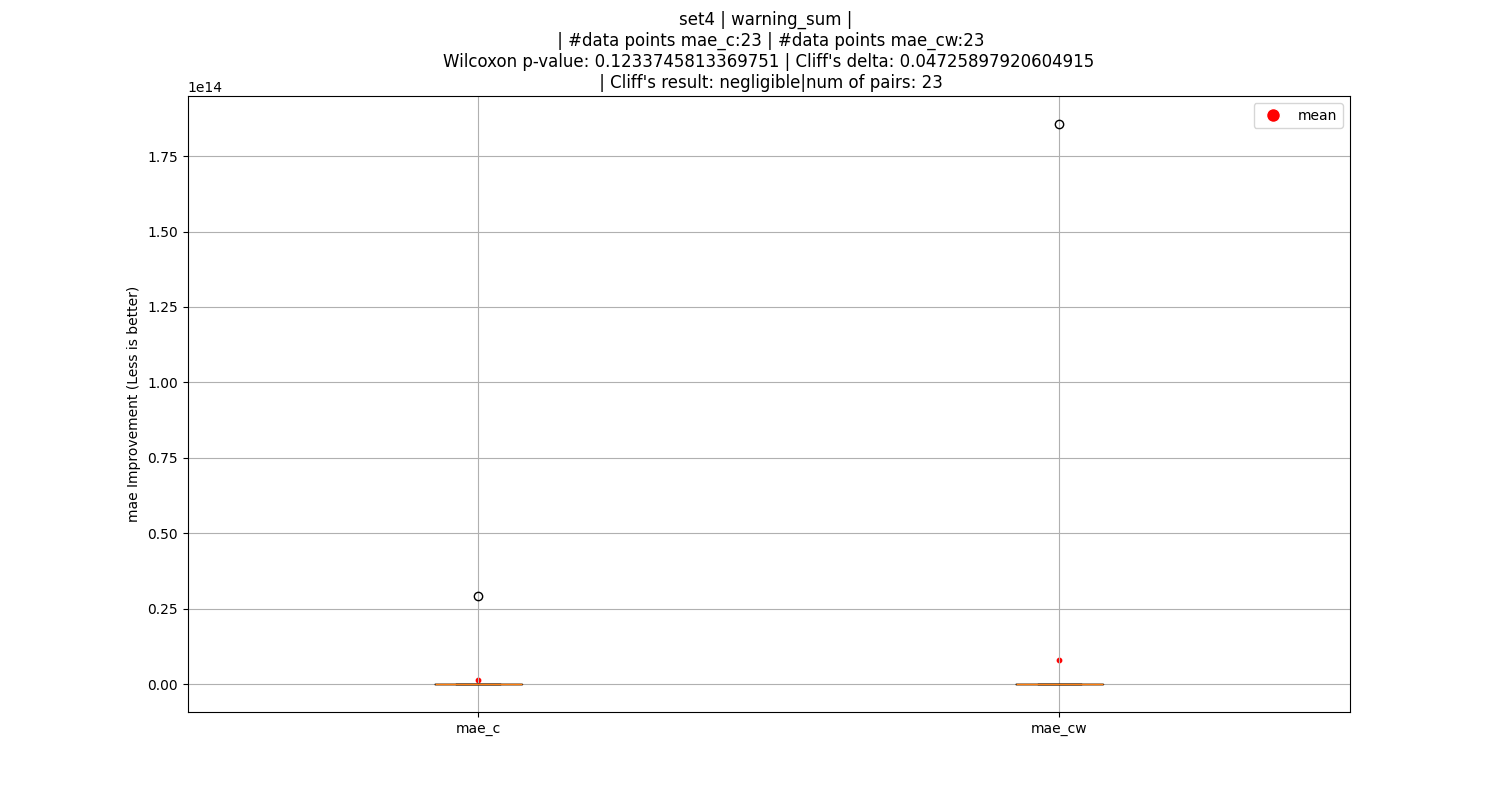 set4 | warning_sum |
| #data points mae_c:23 | #data points mae_cw:23
Wilcoxon p-value: 0.1233745813369751 | Cliff's delta: 0.04725897920604915
| Cliff's result: negligible|num of pairs: 23
1e14
mean
1.75
1.50
1.25
1.00
0.75
0.50
0.25
0.00
mae Improvement (Less is better)
mae_c
mae_cw